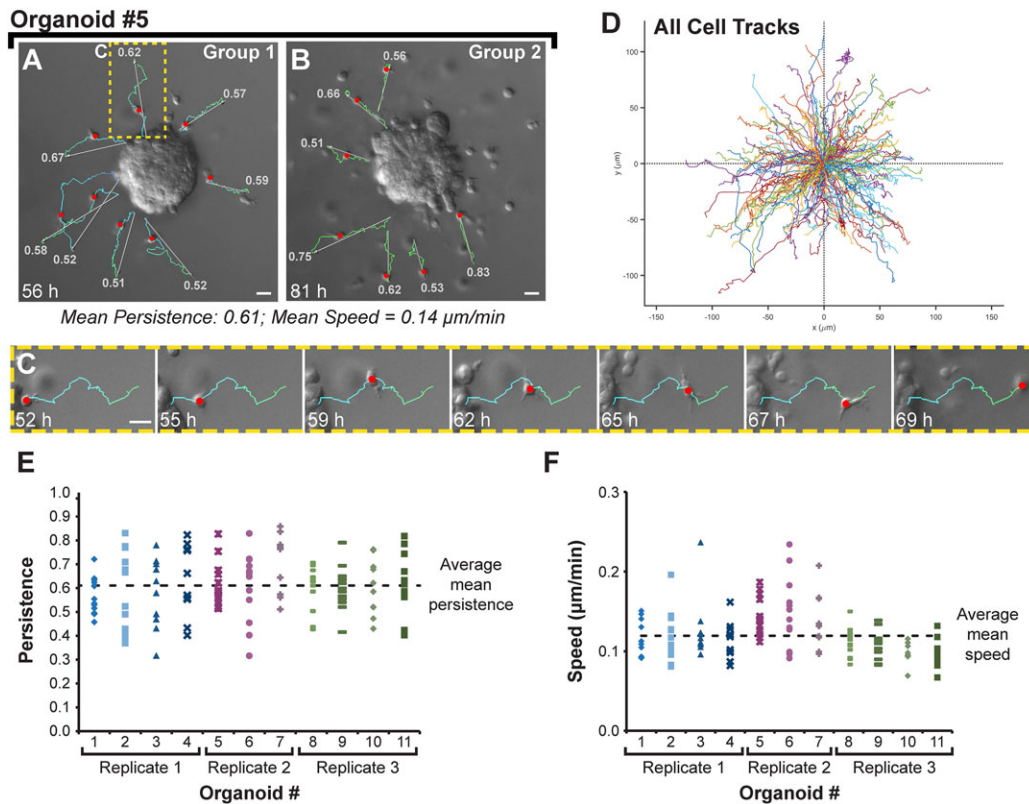 Organoid #5
A
C
0.62
Group 1
0.57
0.67
0.59
0.58
0.52
0.51
0.52
56 h
B
Group 2
0.56
0.66
0.51
0.75
0.62
0.53
0.83
81 h
Mean Persistence: 0.61; Mean Speed = 0.14 µm/min
D
All Cell Tracks
y (µm)
100
50
0
-50
-100
-150
-100
-50
0
50
100
150
x (µm)
C
52 h
55 h
59 h
62 h
65 h
67 h
69 h
E
Persistence
1.0
0.9
0.8
0.7
0.6
0.5
0.4
0.3
0.2
0.1
0.0
Average
mean
persistence
1 2 3 4 5 6 7 8 9 10 11
Replicate 1 Replicate 2 Replicate 3
Organoid #
F
Speed (µm/min)
0.3
0.2
0.1
0.0
Average
mean
speed
1 2 3 4 5 6 7 8 9 10 11
Replicate 1 Replicate 2 Replicate 3
Organoid #